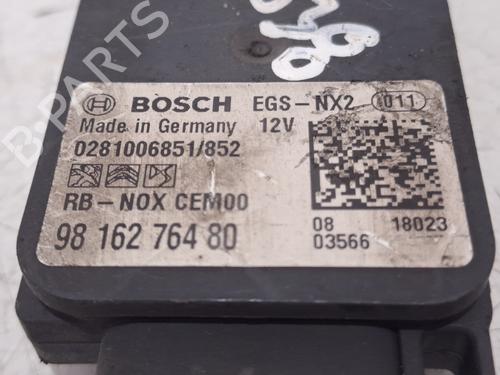 BOSCH EGS-NX2 011
Made in Germany 12V
0281006851/852
RB-NOX CEM00
98 162 764 80
08 18023
03566
B-PARTS